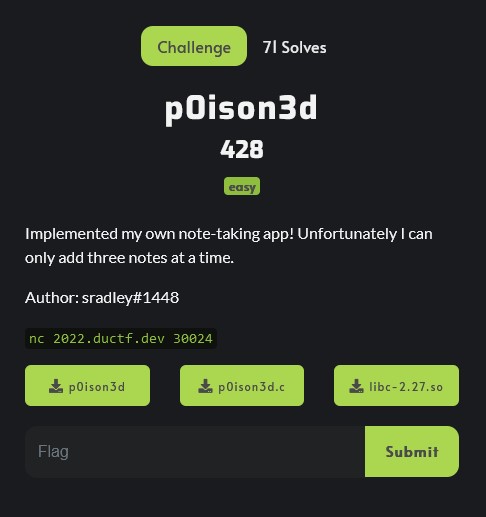 Challenge 71 Solves
p0ison3d
428
easy
Implemented my own note-taking app! Unfortunately I can
only add three notes at a time.
Author: sradley#1448
nc 2022.ductf.dev 30024
p0ison3d p0ison3d.c libc-2.27.so
Flag Submit